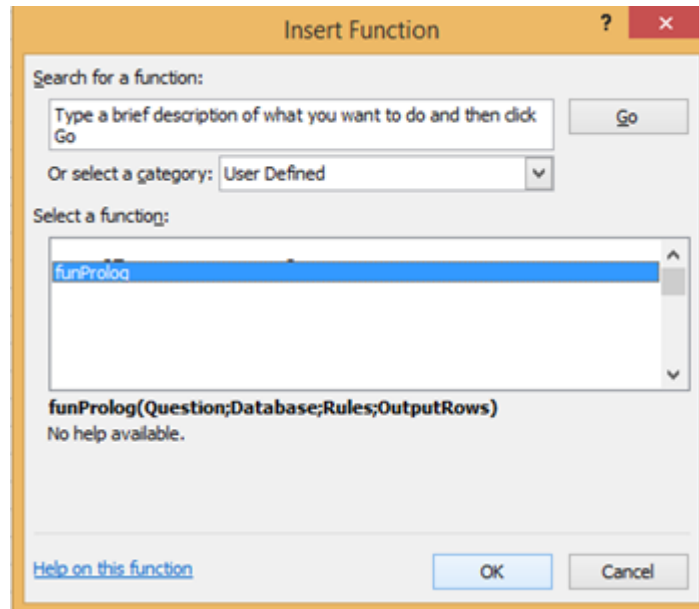 Insert Function
?
×
Search for a function:
Type a brief description of what you want to do and then click
Go
Go
Or select a category: User Defined
Select a function:
funProlog
funProlog(Question;Database;Rules;OutputRows)
No help available.
Help on this function
OK
Cancel